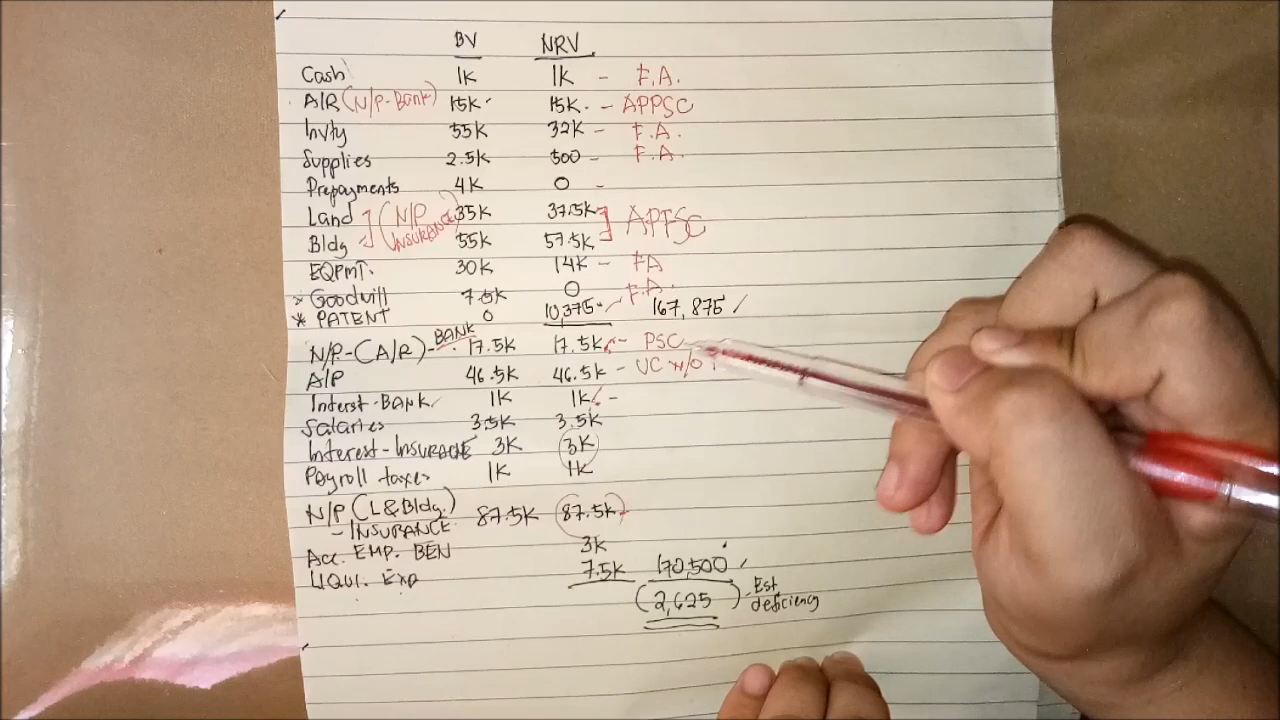 BV NRV
Cash 1K 1K - F.A.
A/R (N/P-Bank) 15K 15K - APPSC
Invty 55K 32K - F.A.
Supplies 2.5K 500 - F.A.
Prepayments 4K 0 -
Land (N/P 35K 37.5K APFSC
Bldg INSURANCE) 55K 57.5K
EQPMT. 30K 14K - FA
* Goodwill 7.5K 0 F.A.
* PATENT 0 10,375 - 167,875
N/P-(A/R)-BANK 17.5K 17.5K - PSC
A/P 46.5K 46.5K - UC w/o
Interst-BANK 1K 1K -
Salaries 3.5K 3.5K
Interest-INSURANCE 3K 3K
Payroll taxes 1K 1K
N/P (L&Bldg.) 87.5K 87.5K
- INSURANCE
Acc. EMP. BEN 3K
LIQUI. Exp 7.5K 170,500
(2,625) - Est deficiency